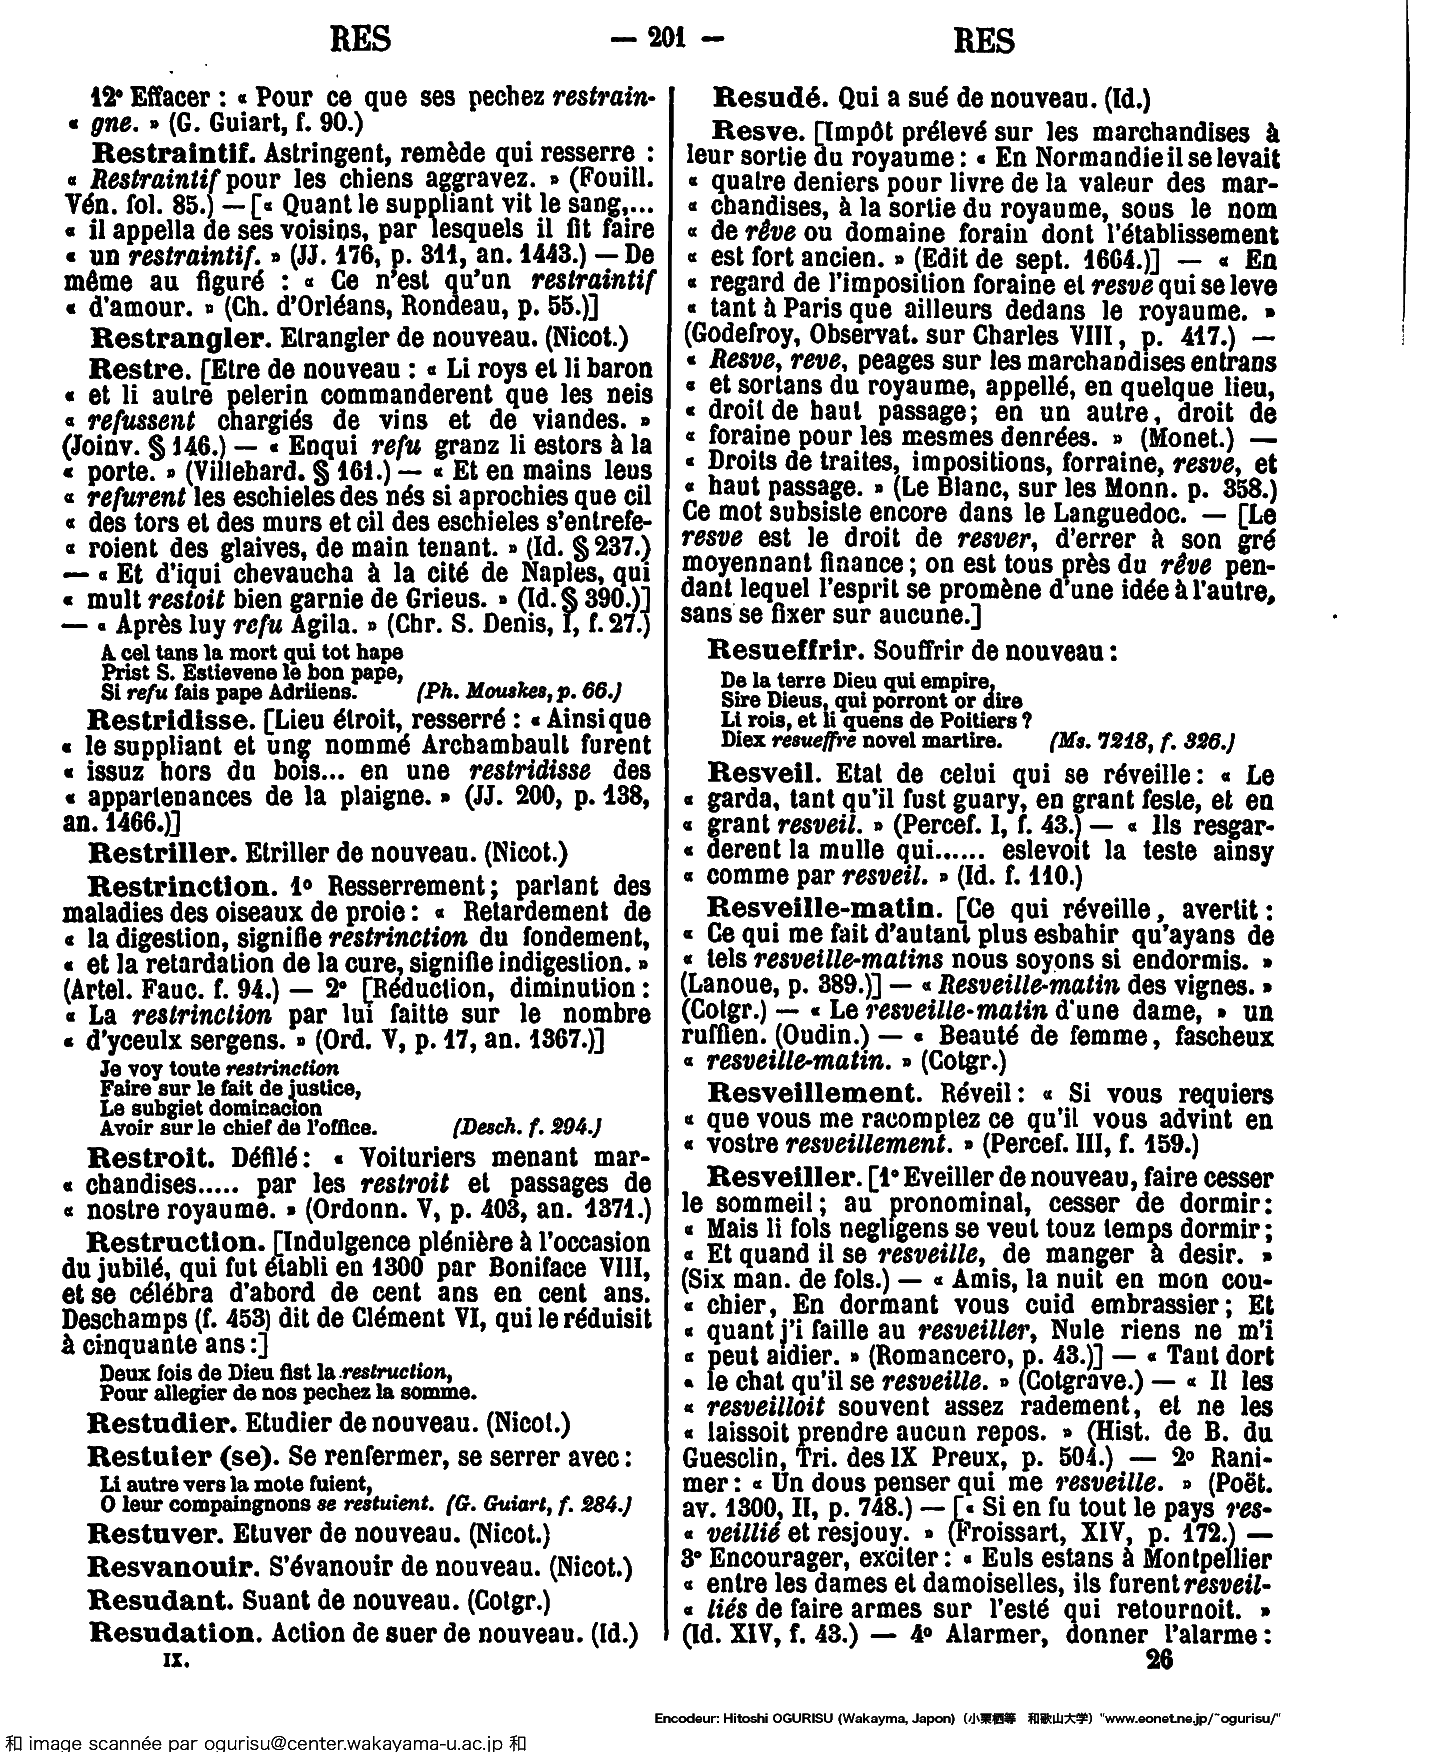 RES — 201 — RES
12° Effacer : « Pour ce que ses pechez restrain-
« gne. » (G. Guiart, f. 90.)
Restraintif. Astringent, remède qui resserre :
« Restraintif pour les chiens aggravez. » (Fouill.
Vén. fol. 85.) — [« Quant le suppliant vit le sang,...
« il appella de ses voisins, par lesquels il fit faire
« un restraintif. » (JJ. 176, p. 311, an. 1443.) — De
même au figuré : « Ce n'est qu'un restraintif
« d'amour. » (Ch. d'Orléans, Rondeau, p. 55.)]
Restrangler. Etrangler de nouveau. (Nicot.)
Restre. [Etre de nouveau : « Li roys et li baron
« et li autre pelerin commanderent que les neis
« refussent chargiés de vins et de viandes. »
(Joinv. § 146.) — « Enqui refu granz li estors à la
« porte. » (Villehard. § 161.) — « Et en mains leus
« refurent les eschieles des nés si aprochies que cil
« des tors et des murs et cil des eschieles s'entrefe-
« roient des glaives, de main tenant. » (Id. § 237.)
— « Et d'iqui chevaucha à la cité de Naples, qui
« mult restoit bien garnie de Grieus. » (Id. § 390.)]
— « Après luy refu Agila. » (Chr. S. Denis, I, f. 27.)
A cel tans la mort qui tot hape
Prist S. Estievene le bon pape,
Si refu fais pape Adriiens. (Ph. Mouskes, p. 66.)
Restridisse. [Lieu étroit, resserré : « Ainsi que
« le suppliant et ung nommé Archambault furent
« issuz hors du bois... en une restridisse des
« appartenances de la plaigne. » (JJ. 200, p. 138,
an. 1466.)]
Restriller. Etriller de nouveau. (Nicot.)
Restrinction. 1° Resserrement ; parlant des
maladies des oiseaux de proie : « Retardement de
« la digestion, signifie restrinction du fondement,
« et la retardation de la cure, signifie indigestion. »
(Artel. Fauc. f. 94.) — 2° [Réduction, diminution :
« La restrinction par lui faitte sur le nombre
« d'yceulx sergens. » (Ord. V, p. 17, an. 1367.)]
Je voy toute restrinction
Faire sur le fait de justice,
Le subgiet dominacion
Avoir sur le chief de l'office. (Desch. f. 294.)
Restroit. Défilé : « Voituriers menant mar-
« chandises..... par les restroit et passages de
« nostre royaume. » (Ordonn. V, p. 403, an. 1371.)
Restruction. [Indulgence plénière à l'occasion
du jubilé, qui fut établi en 1300 par Boniface VIII,
et se célébra d'abord de cent ans en cent ans.
Deschamps (f. 453) dit de Clément VI, qui le réduisit
à cinquante ans :]
Deux fois de Dieu fist la restruction,
Pour allegier de nos pechez la somme.
Restudier. Etudier de nouveau. (Nicot.)
Restuier (se). Se renfermer, se serrer avec :
Li autre vers la mote fuient,
O leur compaingnons se restuient. (G. Guiart, f. 284.)
Restuver. Etuver de nouveau. (Nicot.)
Resvanouir. S'évanouir de nouveau. (Nicot.)
Resudant. Suant de nouveau. (Cotgr.)
Resudation. Action de suer de nouveau. (Id.)
IX.
Resudé. Qui a sué de nouveau. (Id.)
Resve. [Impôt prélevé sur les marchandises à
leur sortie du royaume : « En Normandie il se levait
« quatre deniers pour livre de la valeur des mar-
« chandises, à la sortie du royaume, sous le nom
« de rêve ou domaine forain dont l'établissement
« est fort ancien. » (Edit de sept. 1664.)] — « En
« regard de l'imposition foraine et resve qui se leve
« tant à Paris que ailleurs dedans le royaume. »
(Godefroy, Observat. sur Charles VIII, p. 417.) —
« Resve, reve, peages sur les marchandises entrans
« et sortans du royaume, appellé, en quelque lieu,
« droit de haut passage ; en un autre, droit de
« foraine pour les mesmes denrées. » (Monet.) —
« Droits de traites, impositions, forraine, resve, et
« haut passage. » (Le Blanc, sur les Monn. p. 358.)
Ce mot subsiste encore dans le Languedoc. — [Le
resve est le droit de resver, d'errer à son gré
moyennant finance ; on est tous près du rêve pen-
dant lequel l'esprit se promène d'une idée à l'autre,
sans se fixer sur aucune.]
Resueffrir. Souffrir de nouveau :
De la terre Dieu qui empire,
Sire Dieus, qui porront or dire
Li rois, et li quens de Poitiers ?
Diex resueffre novel martire. (Ms. 7218, f. 326.)
Resveil. Etat de celui qui se réveille : « Le
« garda, tant qu'il fust guary, en grant feste, et en
« grant resveil. » (Percef. I, f. 43.) — « Ils resgar-
« derent la mulle qui...... eslevoit la teste ainsy
« comme par resveil. » (Id. f. 110.)
Resveille-matin. [Ce qui réveille, avertit :
« Ce qui me fait d'autant plus esbahir qu'ayans de
« tels resveille-matins nous soyons si endormis. »
(Lanoue, p. 389.)] — « Resveille-matin des vignes. »
(Cotgr.) — « Le resveille-matin d'une dame, » un
ruffien. (Oudin.) — « Beauté de femme, fascheux
« resveille-matin. » (Cotgr.)
Resveillement. Réveil : « Si vous requiers
« que vous me racomptez ce qu'il vous advint en
« vostre resveillement. » (Percef. III, f. 159.)
Resveiller. [1° Eveiller de nouveau, faire cesser
le sommeil ; au pronominal, cesser de dormir :
« Mais li fols negligens se veut touz temps dormir ;
« Et quand il se resveille, de manger à desir. »
(Six man. de fols.) — « Amis, la nuit en mon cou-
« chier, En dormant vous cuid embrassier ; Et
« quant j'i faille au resveiller, Nule riens ne m'i
« peut aidier. » (Romancero, p. 43.)] — « Tant dort
« le chat qu'il se resveille. » (Cotgrave.) — « Il les
« resveilloit souvent assez radement, et ne les
« laissoit prendre aucun repos. » (Hist. de B. du
Guesclin, Tri. des IX Preux, p. 504.) — 2° Rani-
mer : « Un dous penser qui me resveille. » (Poët.
av. 1300, II, p. 748.) — [« Si en fu tout le pays res-
« veillié et resjouy. » (Froissart, XIV, p. 172.) —
3° Encourager, exciter : « Euls estans à Montpellier
« entre les dames et damoiselles, ils furent resveil-
« liés de faire armes sur l'esté qui retournoit. »
(Id. XIV, f. 43.) — 4° Alarmer, donner l'alarme :
26
Encodeur: Hitoshi OGURISU (Wakayma, Japon) (小栗栖等 和歌山大学) "www.eonet.ne.jp/~ogurisu/"
和 image scannée par ogurisu@center.wakayama-u.ac.jp 和